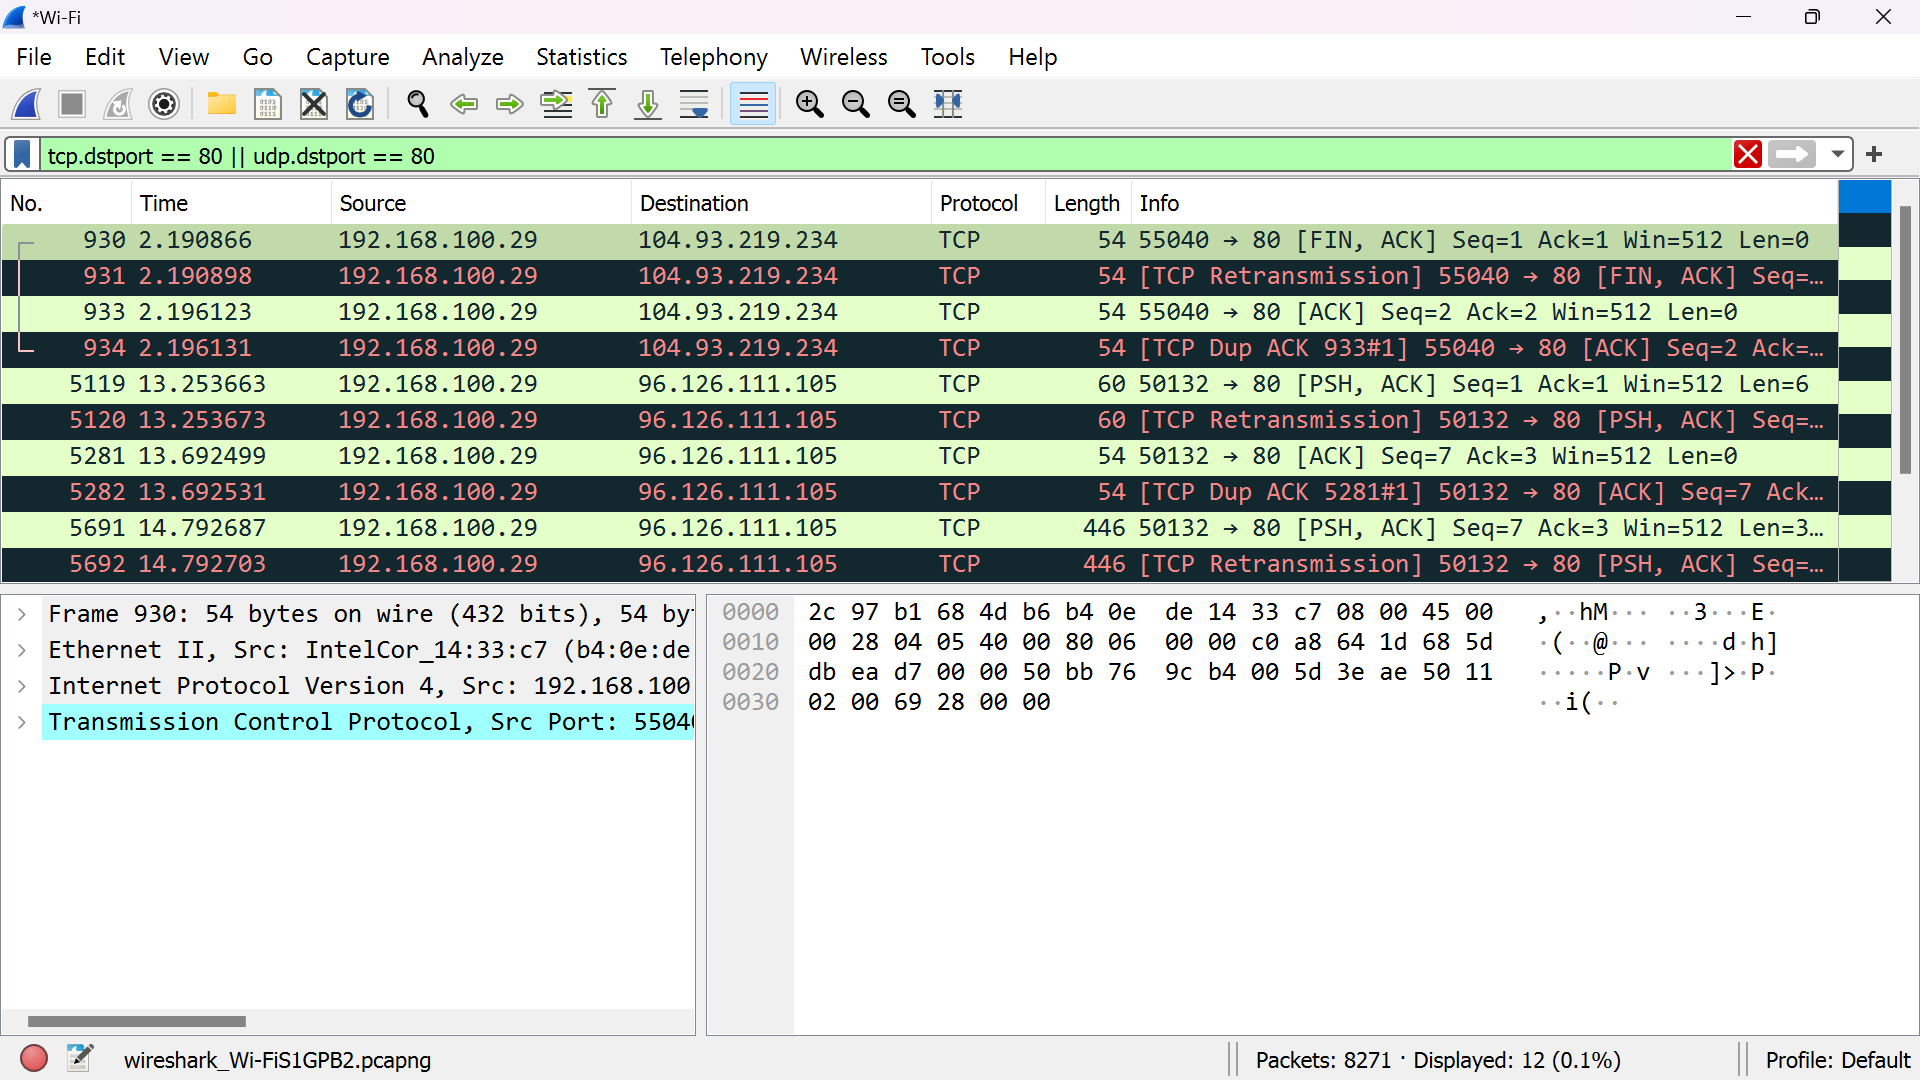 *Wi-Fi
File Edit View Go Capture Analyze Statistics Telephony Wireless Tools Help
tcp.dstport == 80 || udp.dstport == 80
No. Time Source Destination Protocol Length Info
930 2.190866 192.168.100.29 104.93.219.234 TCP 54 55040 → 80 [FIN, ACK] Seq=1 Ack=1 Win=512 Len=0
931 2.190898 192.168.100.29 104.93.219.234 TCP 54 [TCP Retransmission] 55040 → 80 [FIN, ACK] Seq=…
933 2.196123 192.168.100.29 104.93.219.234 TCP 54 55040 → 80 [ACK] Seq=2 Ack=2 Win=512 Len=0
934 2.196131 192.168.100.29 104.93.219.234 TCP 54 [TCP Dup ACK 933#1] 55040 → 80 [ACK] Seq=2 Ack=…
5119 13.253663 192.168.100.29 96.126.111.105 TCP 60 50132 → 80 [PSH, ACK] Seq=1 Ack=1 Win=512 Len=6
5120 13.253673 192.168.100.29 96.126.111.105 TCP 60 [TCP Retransmission] 50132 → 80 [PSH, ACK] Seq=…
5281 13.692499 192.168.100.29 96.126.111.105 TCP 54 50132 → 80 [ACK] Seq=7 Ack=3 Win=512 Len=0
5282 13.692531 192.168.100.29 96.126.111.105 TCP 54 [TCP Dup ACK 5281#1] 50132 → 80 [ACK] Seq=7 Ack…
5691 14.792687 192.168.100.29 96.126.111.105 TCP 446 50132 → 80 [PSH, ACK] Seq=7 Ack=3 Win=512 Len=3…
5692 14.792703 192.168.100.29 96.126.111.105 TCP 446 [TCP Retransmission] 50132 → 80 [PSH, ACK] Seq=…
Frame 930: 54 bytes on wire (432 bits), 54 by
Ethernet II, Src: IntelCor_14:33:c7 (b4:0e:de
Internet Protocol Version 4, Src: 192.168.100
Transmission Control Protocol, Src Port: 5504
0000 2c 97 b1 68 4d b6 b4 0e de 14 33 c7 08 00 45 00 ,··hM··· ··3···E·
0010 00 28 04 05 40 00 80 06 00 00 c0 a8 64 1d 68 5d ·(··@··· ····d·h]
0020 db ea d7 00 00 50 bb 76 9c b4 00 5d 3e ae 50 11 ·····P·v ···]>·P·
0030 02 00 69 28 00 00 ··i(··
wireshark_Wi-FiS1GPB2.pcapng Packets: 8271 · Displayed: 12 (0.1%) Profile: Default